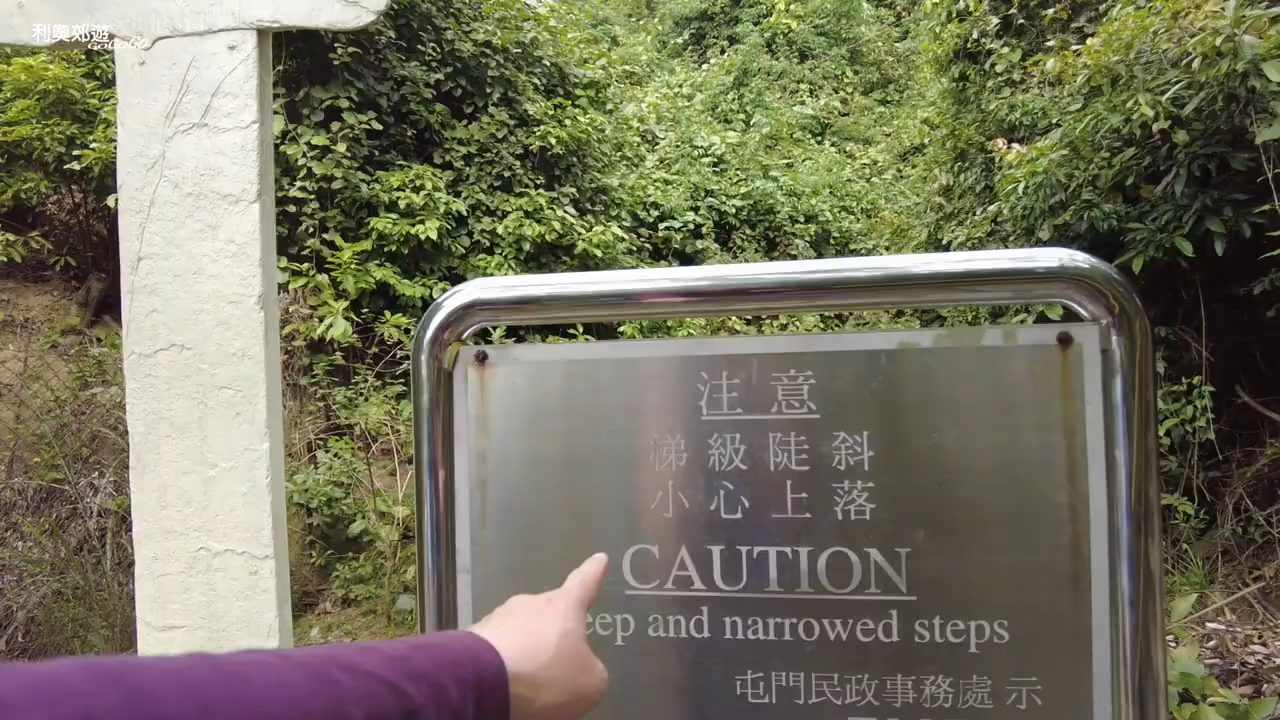 利奧郊遊
GoCoGo
注意
梯級陡斜
小心上落
CAUTION
and narrowed steps
屯門民政事務處 示